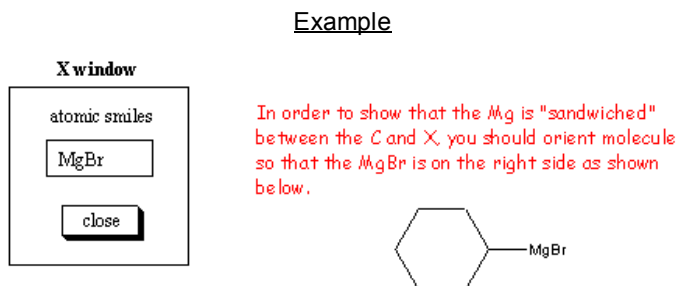 Example
X window
atomic smiles
MgBr
close
In order to show that the Mg is "sandwiched"
between the C and X, you should orient molecule
so that the MgBr is on the right side as shown
below.
MgBr